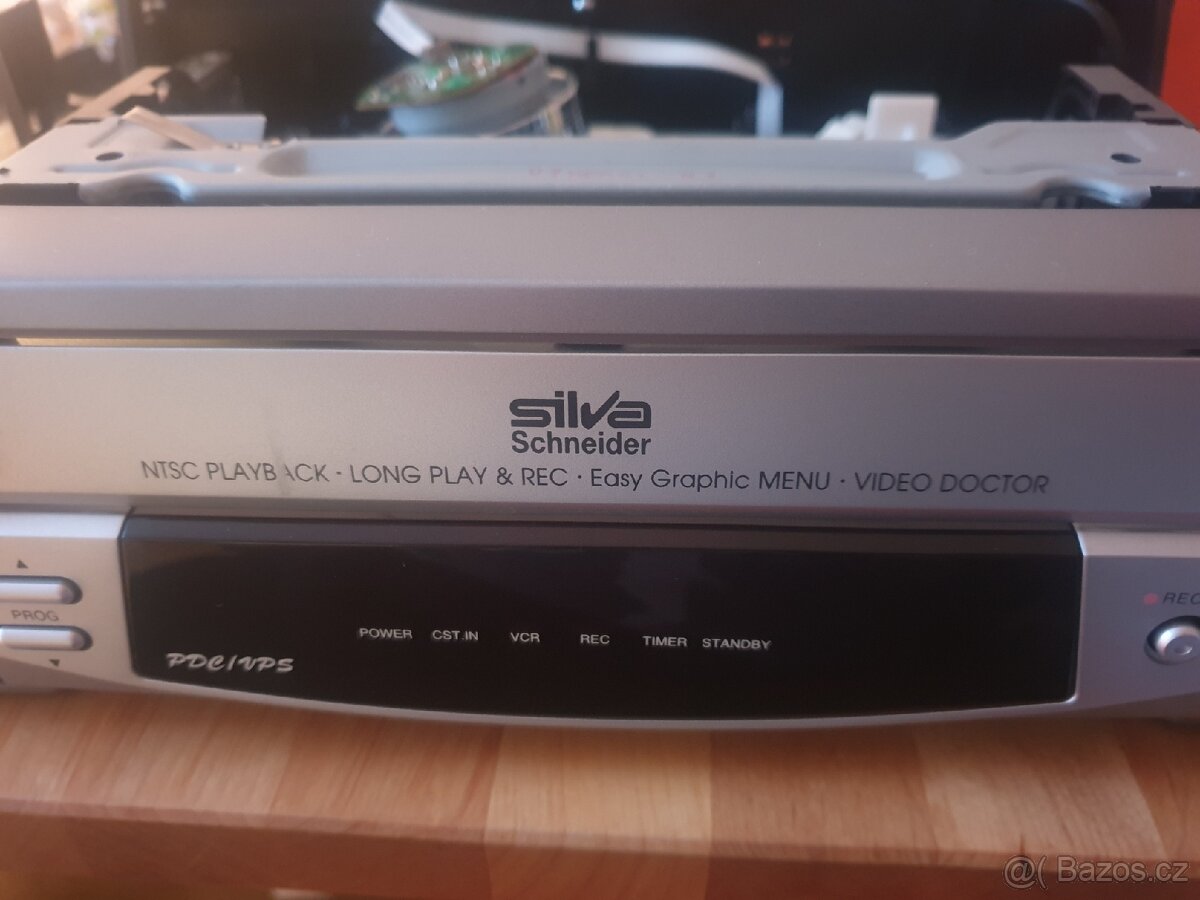 silva
Schneider
NTSC PLAYBACK · LONG PLAY & REC · Easy Graphic MENU · VIDEO DOCTOR
PROG
REC
POWER CST.IN VCR REC TIMER STANDBY
PDC/VPS
@( Bazos.cz